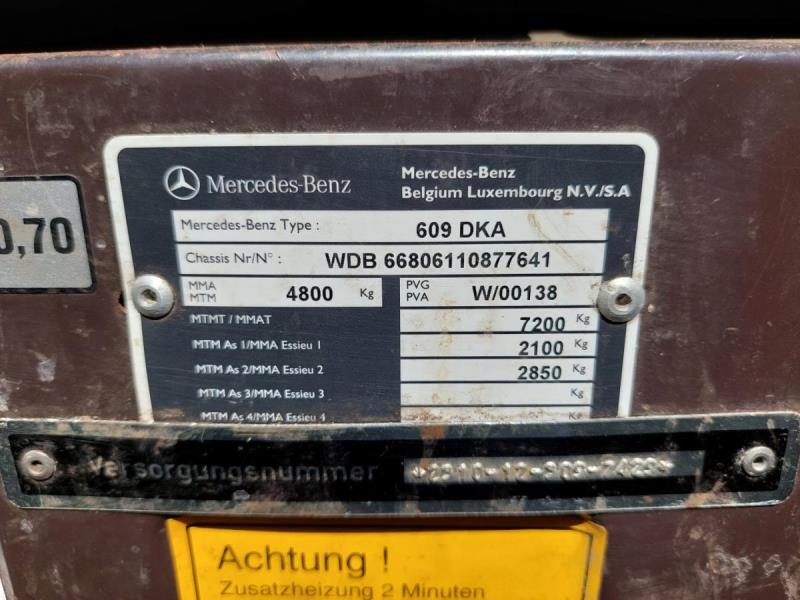 0,70
Mercedes-Benz
Mercedes-Benz
Belgium Luxembourg N.V./S.A
Mercedes-Benz Type : 609 DKA
Chassis Nr/N° : WDB 66806110877641
MMA
MTM 4800 Kg
PVG
PVA W/00138
MTMT / MMAT 7200 Kg
MTM As 1/MMA Essieu 1 2100 Kg
MTM As 2/MMA Essieu 2 2850 Kg
MTM As 3/MMA Essieu 3 Kg
MTM As 4/MMA Essieu 4 Kg
Versorgungsnummer
Achtung !
Zusatzheizung 2 Minuten